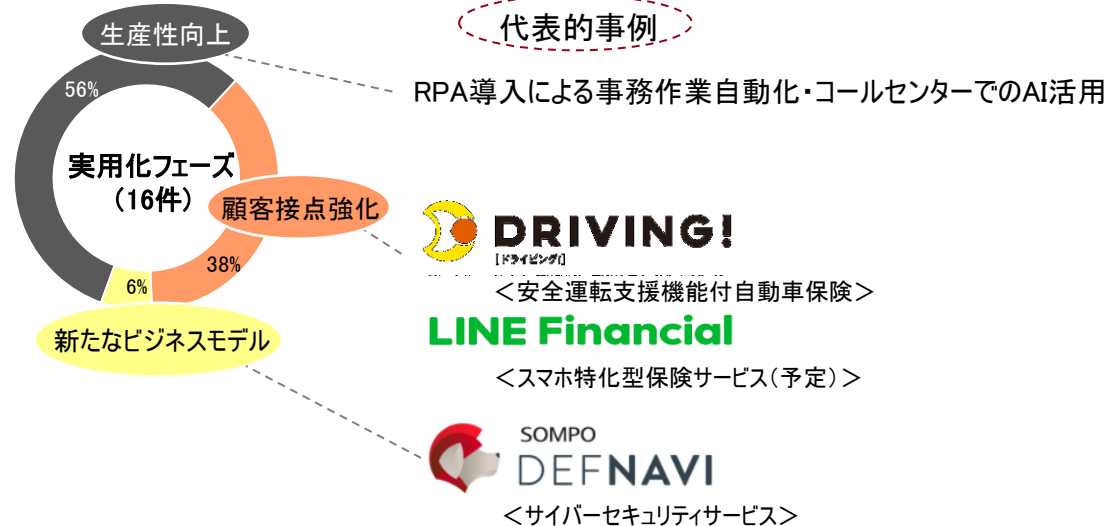 生産性向上
代表的事例
56%
RPA導入による事務作業自動化・コールセンターでのAI活用
実用化フェーズ
（16件）
顧客接点強化
38%
6%
DRIVING!
[ドライビング!]
＜安全運転支援機能付自動車保険＞
新たなビジネスモデル
LINE Financial
＜スマホ特化型保険サービス（予定）＞
SOMPO
DEFNAVI
＜サイバーセキュリティサービス＞